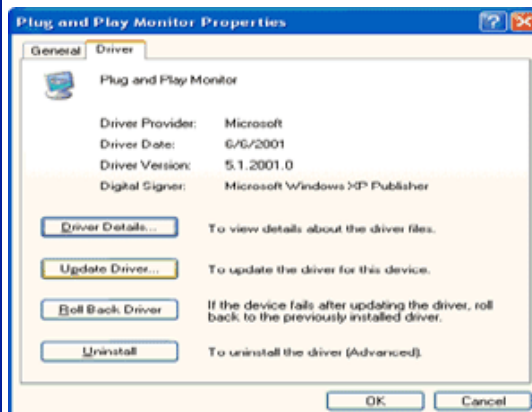 Plug and Play Monitor Properties
General Driver
Plug and Play Monitor
Driver Provider: Microsoft
Driver Date: 6/6/2001
Driver Version: 5.1.2001.0
Digital Signer: Microsoft Windows XP Publisher
Driver Details... To view details about the driver files.
Update Driver... To update the driver for this device.
Roll Back Driver If the device fails after updating the driver, roll
back to the previously installed driver.
Uninstall To uninstall the driver (Advanced).
OK Cancel